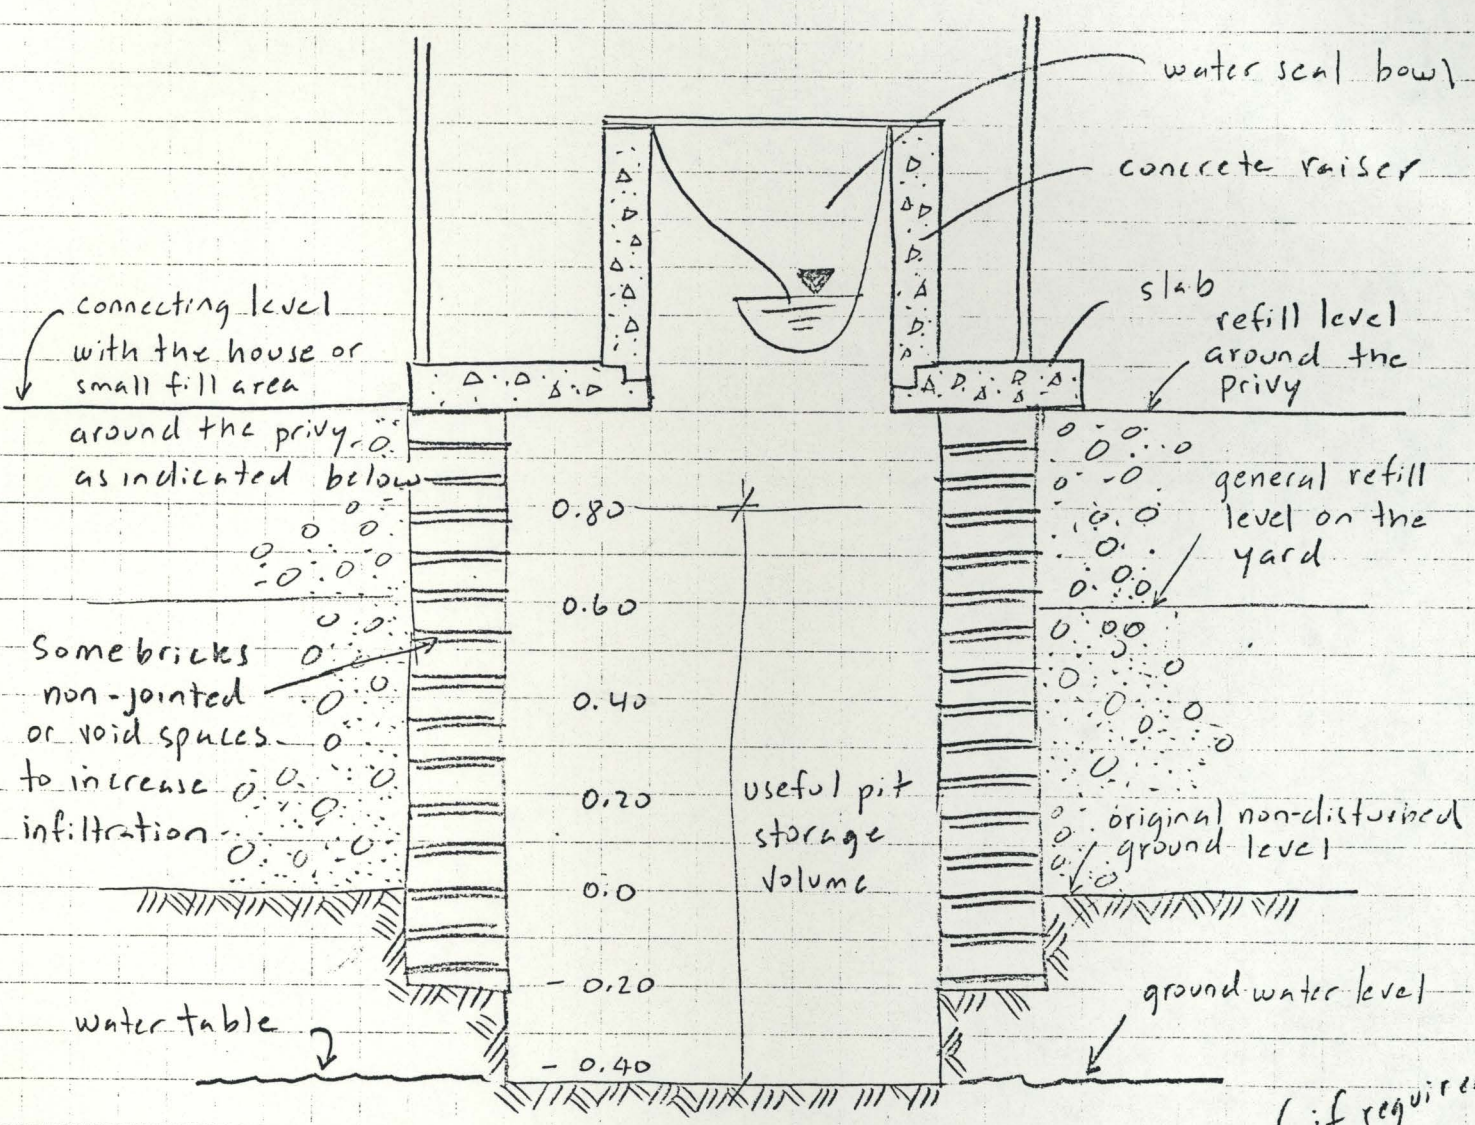 water seal bowl
concrete raiser
slab
connecting level
with the house or
small fill area
around the privy
as indicated below
refill level
around the
privy
general refill
level on the
yard
0.80
0.60
Some bricks
non-jointed
or void spaces
to increase
infiltration
0.40
0.20
useful pit
storage
volume
original non-disturbed
ground level
0.0
- 0.20
ground water level
water table
- 0.40
(if require